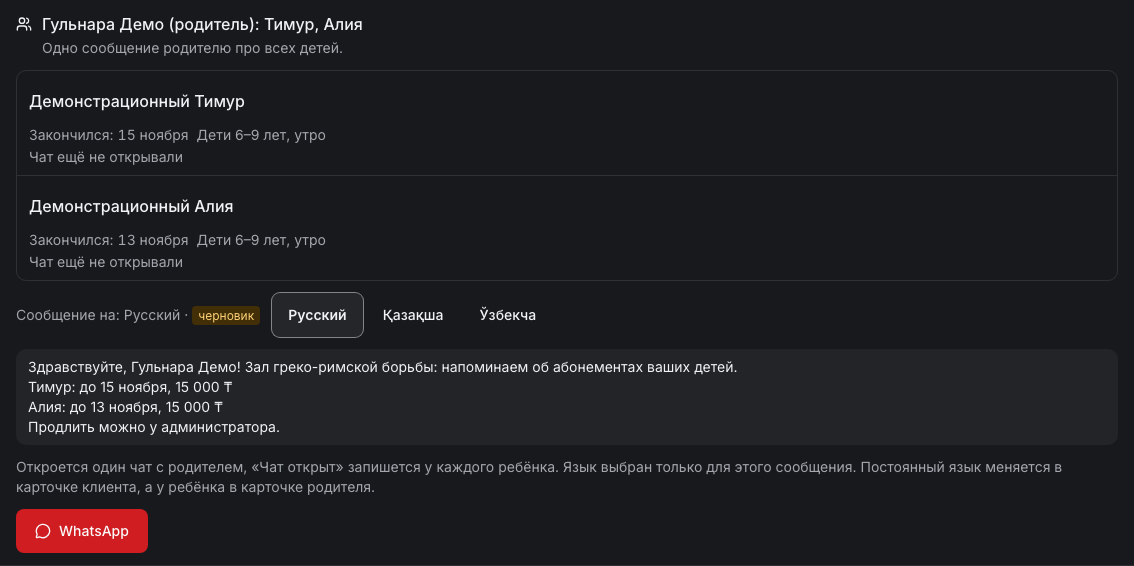 Гульнара Демо (родитель): Тимур, Алия
Одно сообщение родителю про всех детей.
Демонстрационный Тимур
Закончился: 15 ноября Дети 6–9 лет, утро
Чат ещё не открывали
Демонстрационный Алия
Закончился: 13 ноября Дети 6–9 лет, утро
Чат ещё не открывали
Сообщение на: Русский · черновик Русский Қазақша Ўзбекча
Здравствуйте, Гульнара Демо! Зал греко-римской борьбы: напоминаем об абонементах ваших детей.
Тимур: до 15 ноября, 15 000 ₸
Алия: до 13 ноября, 15 000 ₸
Продлить можно у администратора.
Откроется один чат с родителем, «Чат открыт» запишется у каждого ребёнка. Язык выбран только для этого сообщения. Постоянный язык меняется в
карточке клиента, а у ребёнка в карточке родителя.
WhatsApp